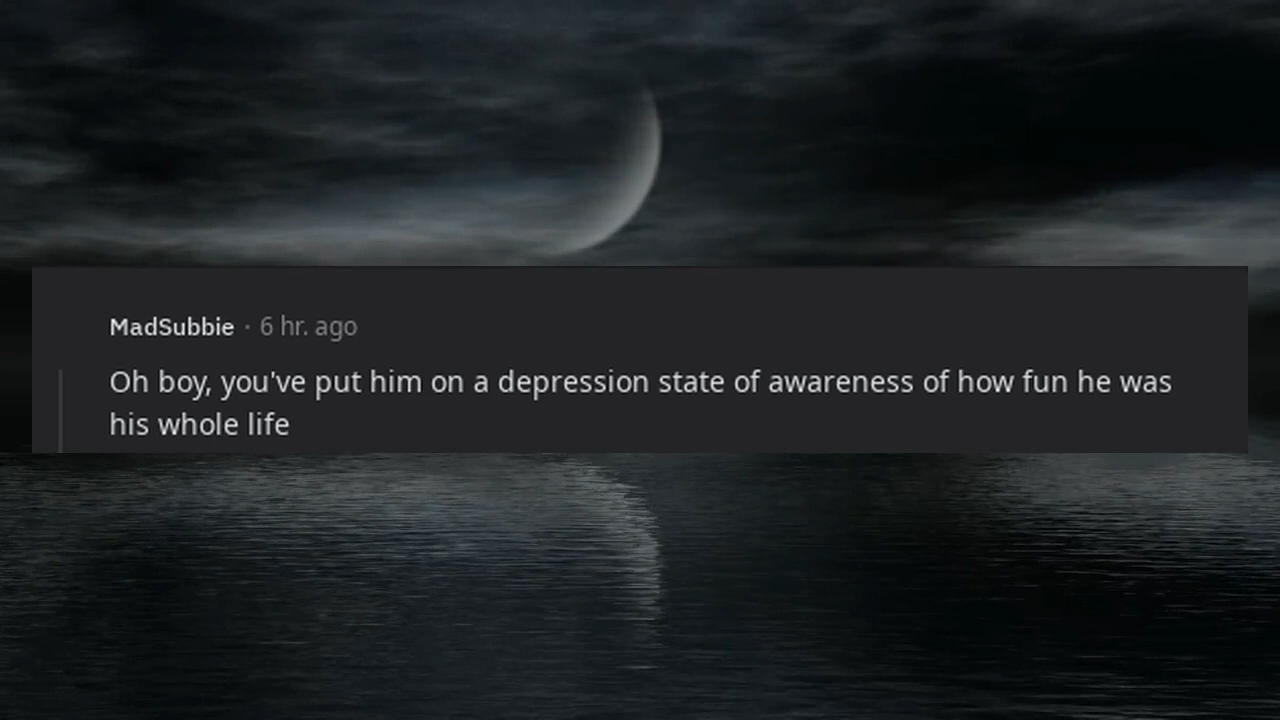 MadSubbie · 6 hr. ago
Oh boy, you've put him on a depression state of awareness of how fun he was
his whole life